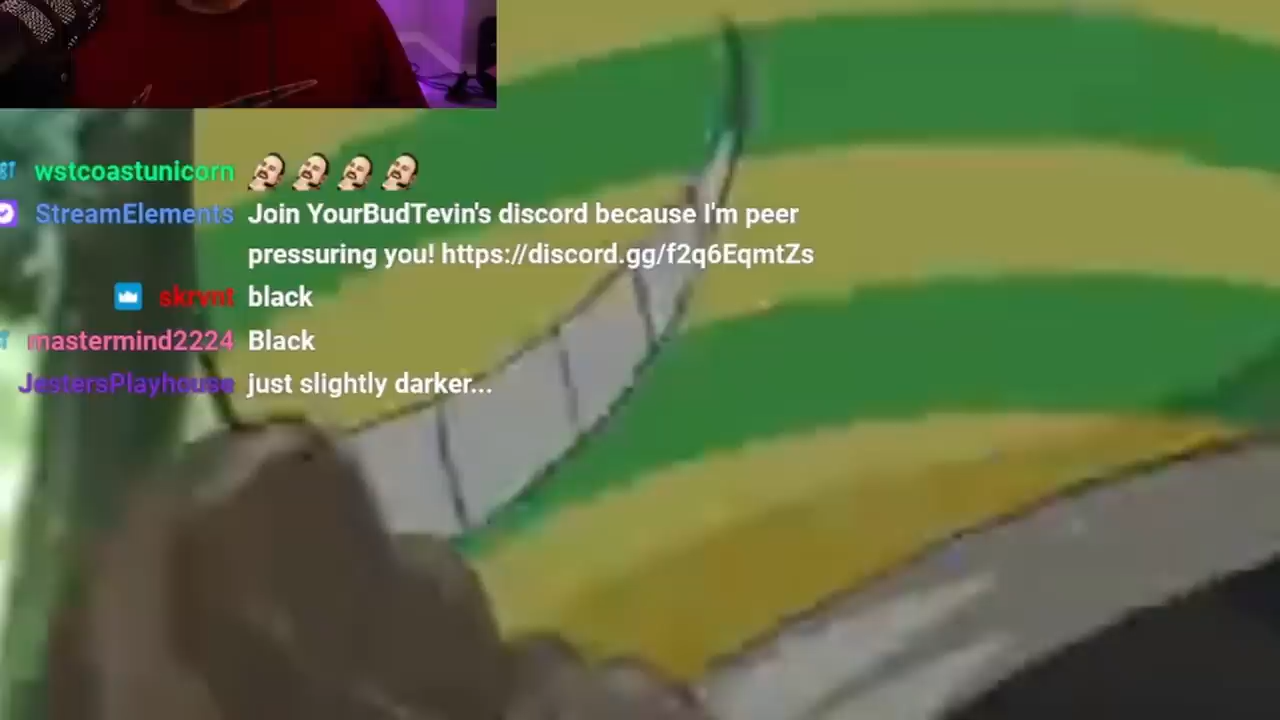 wstcoastunicorn
StreamElements Join YourBudTevin's discord because I'm peer
pressuring you! https://discord.gg/f2q6EqmtZs
skrvnt black
mastermind2224 Black
JestersPlayhouse just slightly darker...